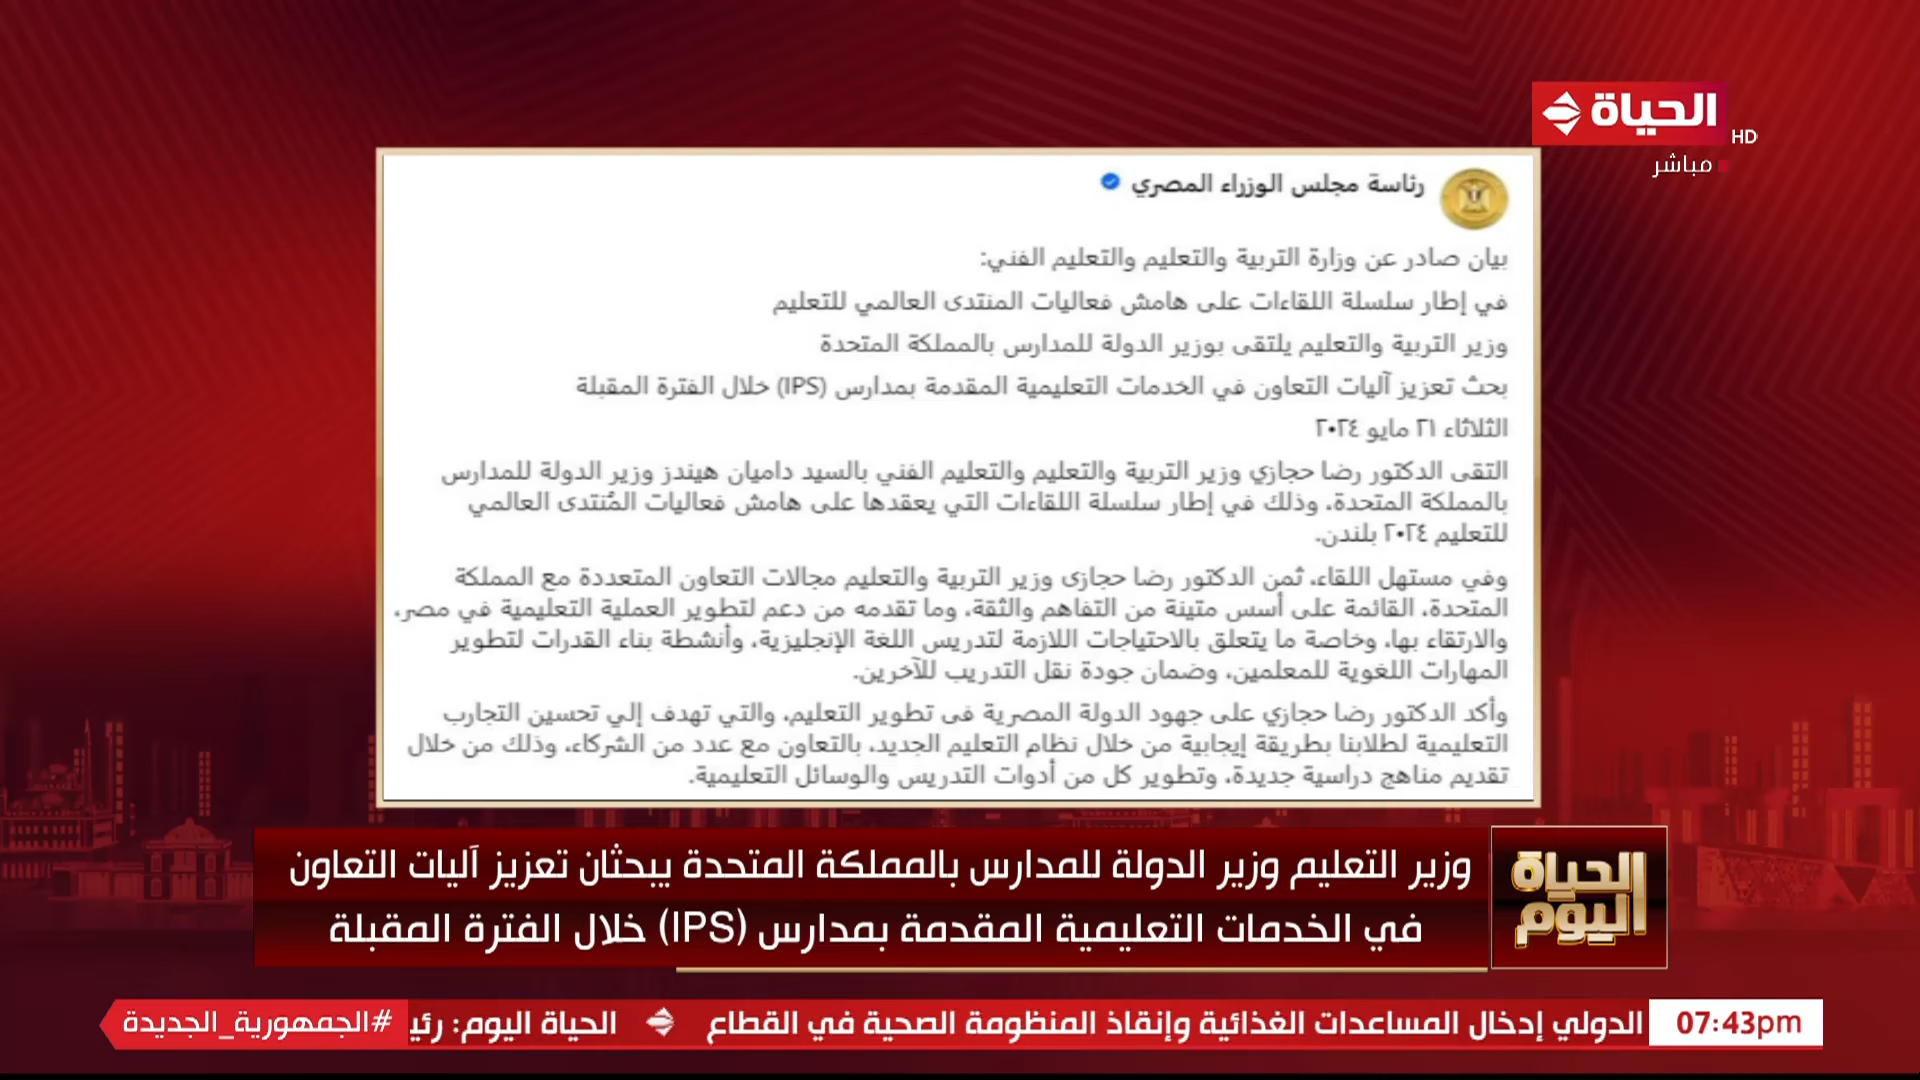 الحياة
HD
مباشر
رئاسة مجلس الوزراء المصري
بيان صادر عن وزارة التربية والتعليم والتعليم الفني:
في إطار سلسلة اللقاءات على هامش فعاليات المنتدى العالمي للتعليم
وزير التربية والتعليم يلتقى بوزير الدولة للمدارس بالمملكة المتحدة
بحث تعزيز آليات التعاون في الخدمات التعليمية المقدمة بمدارس (IPS) خلال الفترة المقبلة
الثلاثاء ٢١ مايو ٢٠٢٤
التقى الدكتور رضا حجازي وزير التربية والتعليم والتعليم الفني بالسيد داميان هيندز وزير الدولة للمدارس
بالمملكة المتحدة، وذلك في إطار سلسلة اللقاءات التي يعقدها على هامش فعاليات المُنتدى العالمي
للتعليم ٢٠٢٤ بلندن.
وفي مستهل اللقاء، ثمن الدكتور رضا حجازى وزير التربية والتعليم مجالات التعاون المتعددة مع المملكة
المتحدة، القائمة على أسس متينة من التفاهم والثقة، وما تقدمه من دعم لتطوير العملية التعليمية في مصر،
والارتقاء بها، وخاصة ما يتعلق بالاحتياجات اللازمة لتدريس اللغة الإنجليزية، وأنشطة بناء القدرات لتطوير
المهارات اللغوية للمعلمين، وضمان جودة نقل التدريب للآخرين.
وأكد الدكتور رضا حجازي على جهود الدولة المصرية فى تطوير التعليم، والتي تهدف إلي تحسين التجارب
التعليمية لطلابنا بطريقة إيجابية من خلال نظام التعليم الجديد، بالتعاون مع عدد من الشركاء، وذلك من خلال
تقديم مناهج دراسية جديدة، وتطوير كل من أدوات التدريس والوسائل التعليمية.
الحياة
اليوم
وزير التعليم وزير الدولة للمدارس بالمملكة المتحدة يبحثان تعزيز آليات التعاون
في الخدمات التعليمية المقدمة بمدارس (IPS) خلال الفترة المقبلة
07:43pm
الدولي إدخال المساعدات الغذائية وإنقاذ المنظومة الصحية في القطاع الحياة اليوم: رئي
#الجمهورية_الجديدة